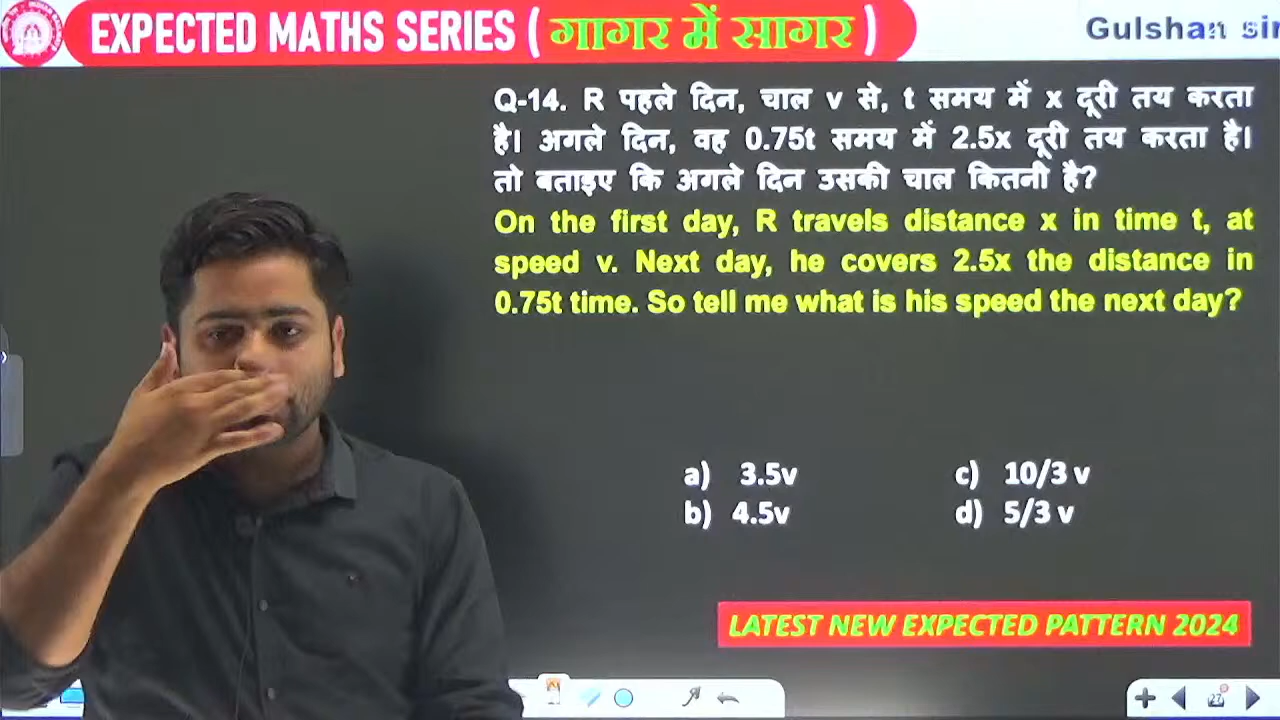 EXPECTED MATHS SERIES ( गागर में सागर )
Gulshan sir
Q-14. R पहले दिन, चाल v से, t समय में x दूरी तय करता
है। अगले दिन, वह 0.75t समय में 2.5x दूरी तय करता है।
तो बताइए कि अगले दिन उसकी चाल कितनी है?
On the first day, R travels distance x in time t, at
speed v. Next day, he covers 2.5x the distance in
0.75t time. So tell me what is his speed the next day?
a) 3.5v
c) 10/3 v
b) 4.5v
d) 5/3 v
LATEST NEW EXPECTED PATTERN 2024